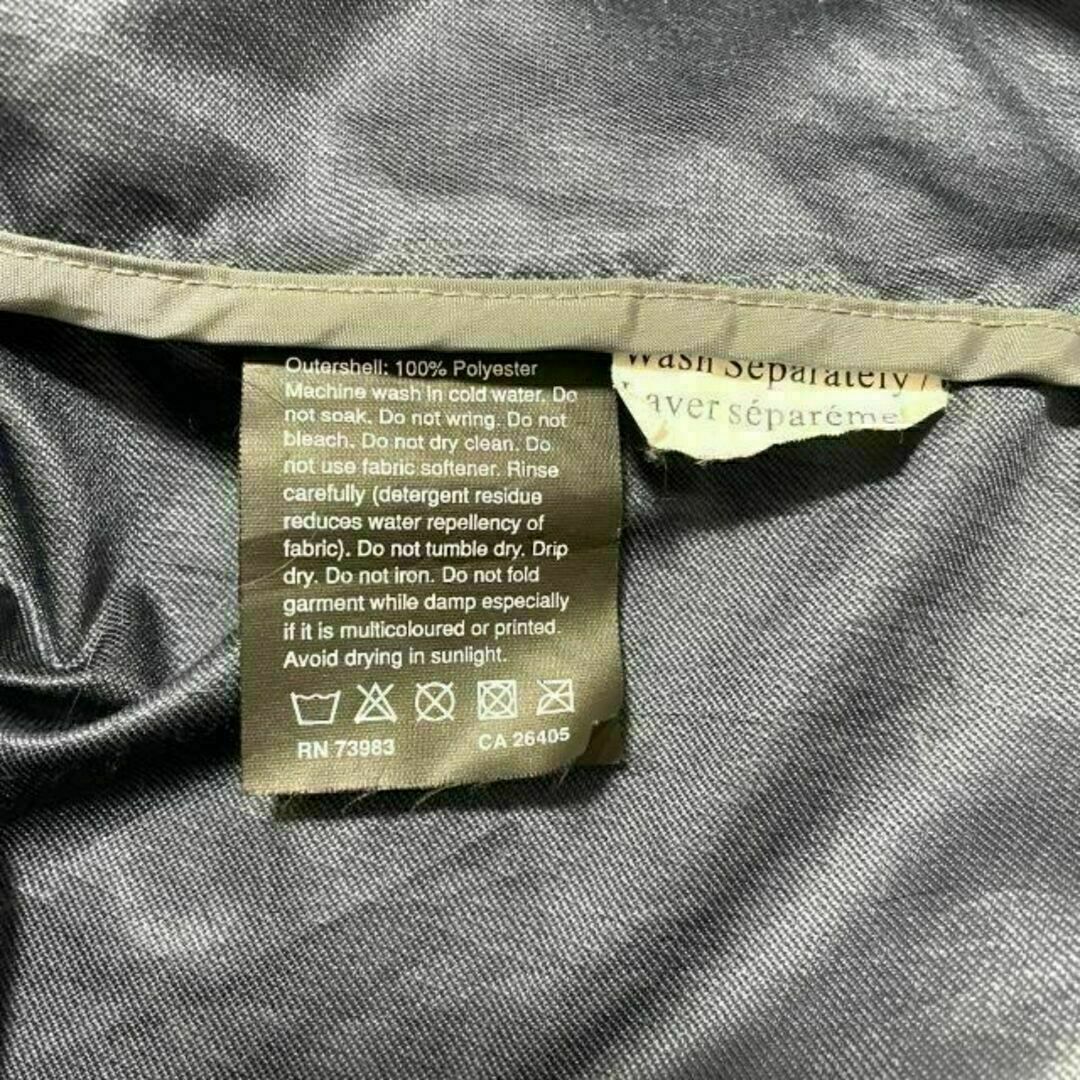 Outershell: 100% Polyester
Machine wash in cold water. Do
not soak. Do not wring. Do not
bleach. Do not dry clean. Do
not use fabric softener. Rinse
carefully (detergent residue
reduces water repellency of
fabric). Do not tumble dry. Drip
dry. Do not iron. Do not fold
garment while damp especially
if it is multicoloured or printed.
Avoid drying in sunlight.
RN 73983 CA 26405
Wash Separately /
aver séparéme